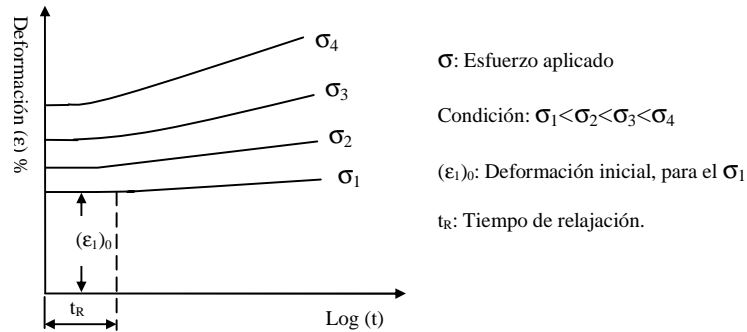 Deformación (ε) %
σ4
σ3
σ2
σ1
(ε1)0
tR
Log (t)
σ: Esfuerzo aplicado
Condición: σ1<σ2<σ3<σ4
(ε1)0: Deformación inicial, para el σ1
tR: Tiempo de relajación.